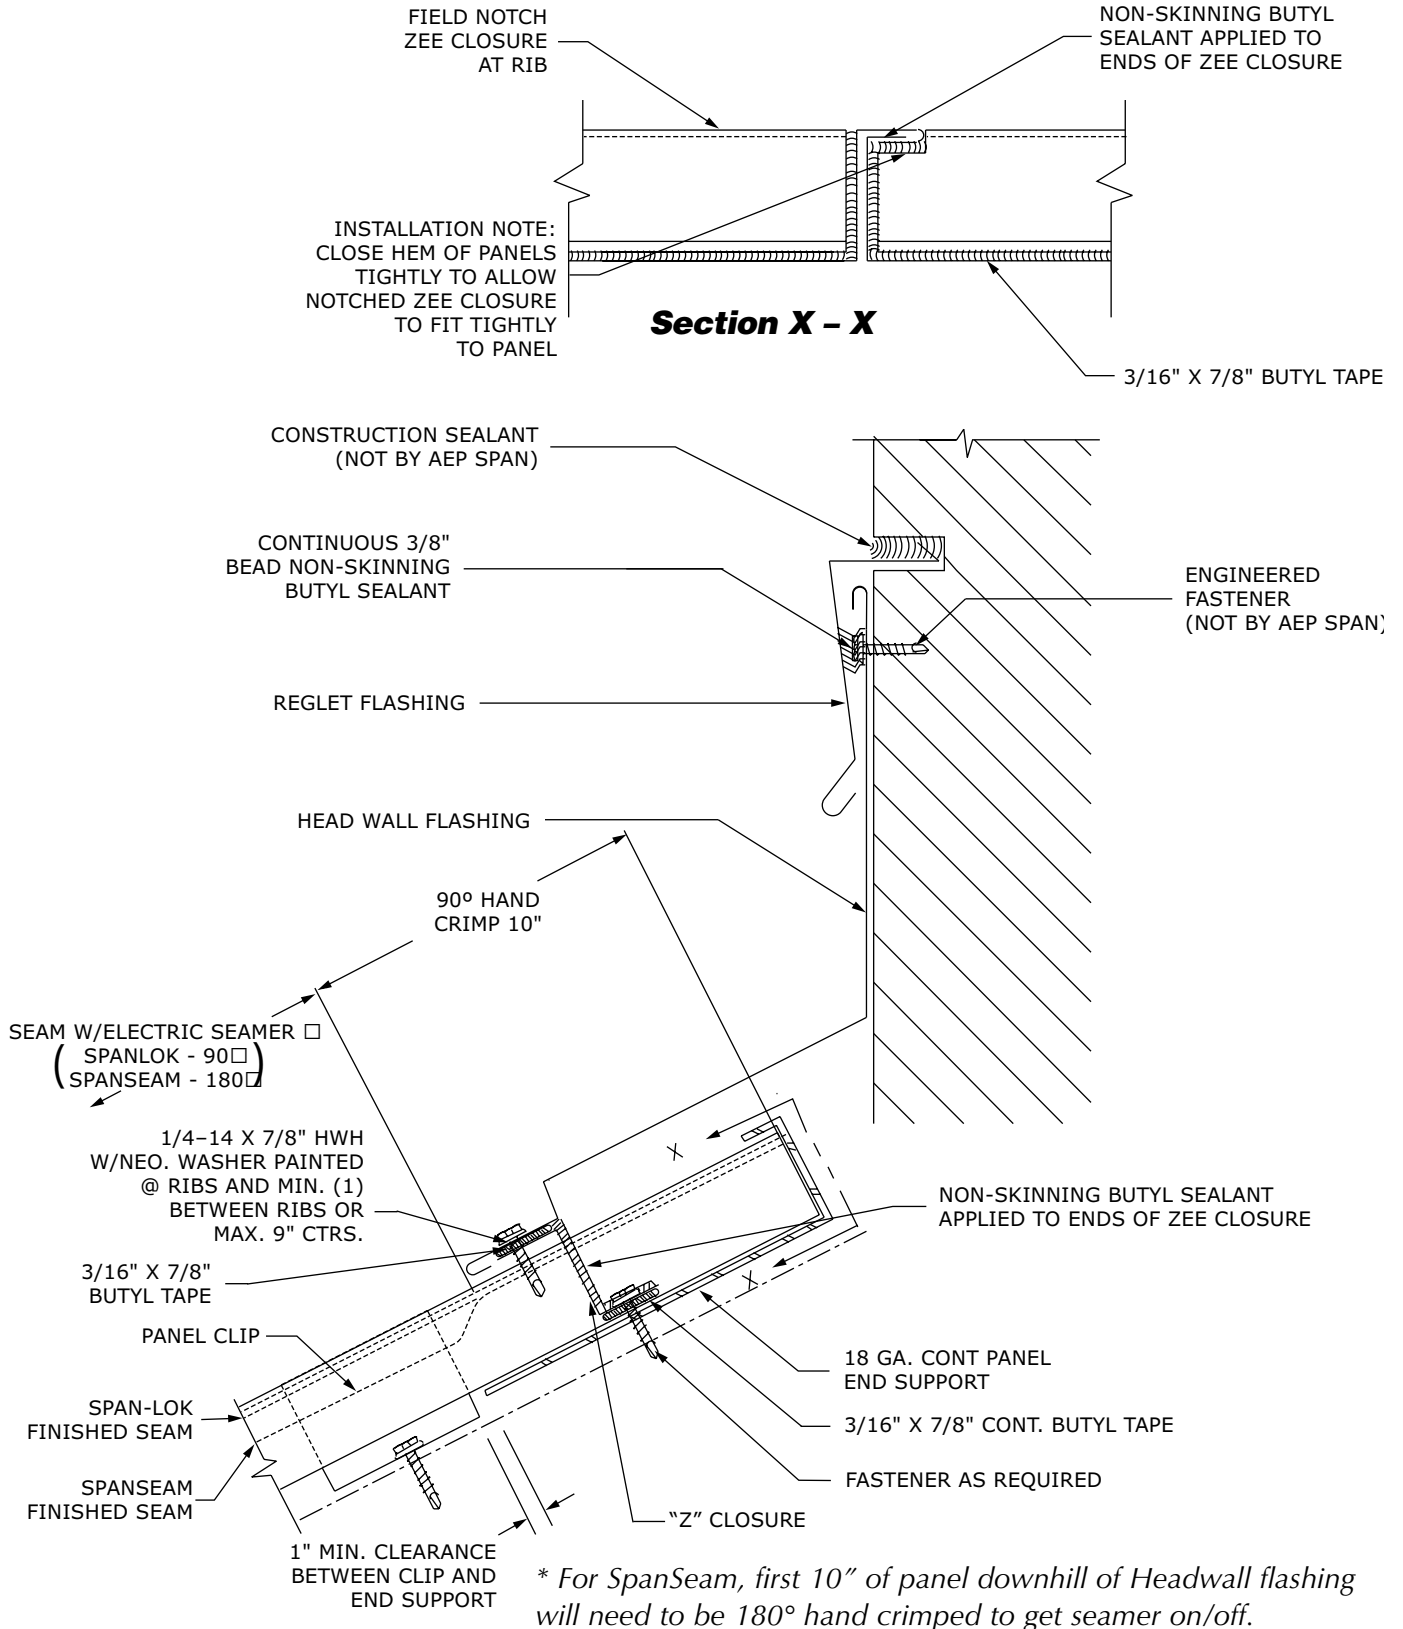 FIELD NOTCH
ZEE CLOSURE
AT RIB
NON-SKINNING BUTYL
SEALANT APPLIED TO
ENDS OF ZEE CLOSURE
INSTALLATION NOTE:
CLOSE HEM OF PANELS
TIGHTLY TO ALLOW
NOTCHED ZEE CLOSURE
TO FIT TIGHTLY
TO PANEL
Section X – X
3/16" X 7/8" BUTYL TAPE
CONSTRUCTION SEALANT
(NOT BY AEP SPAN)
CONTINUOUS 3/8"
BEAD NON-SKINNING
BUTYL SEALANT
ENGINEERED
FASTENER
(NOT BY AEP SPAN)
REGLET FLASHING
HEAD WALL FLASHING
90º HAND
CRIMP 10"
SEAM W/ELECTRIC SEAMER □
(SPANLOK - 90□
SPANSEAM - 180□)
1/4–14 X 7/8" HWH
W/NEO. WASHER PAINTED
@ RIBS AND MIN. (1)
BETWEEN RIBS OR
MAX. 9" CTRS.
X
NON-SKINNING BUTYL SEALANT
APPLIED TO ENDS OF ZEE CLOSURE
3/16" X 7/8"
BUTYL TAPE
X
PANEL CLIP
18 GA. CONT PANEL
END SUPPORT
SPAN-LOK
FINISHED SEAM
3/16" X 7/8" CONT. BUTYL TAPE
SPANSEAM
FINISHED SEAM
FASTENER AS REQUIRED
“Z” CLOSURE
1" MIN. CLEARANCE
BETWEEN CLIP AND
END SUPPORT
* For SpanSeam, first 10” of panel downhill of Headwall flashing
will need to be 180° hand crimped to get seamer on/off.